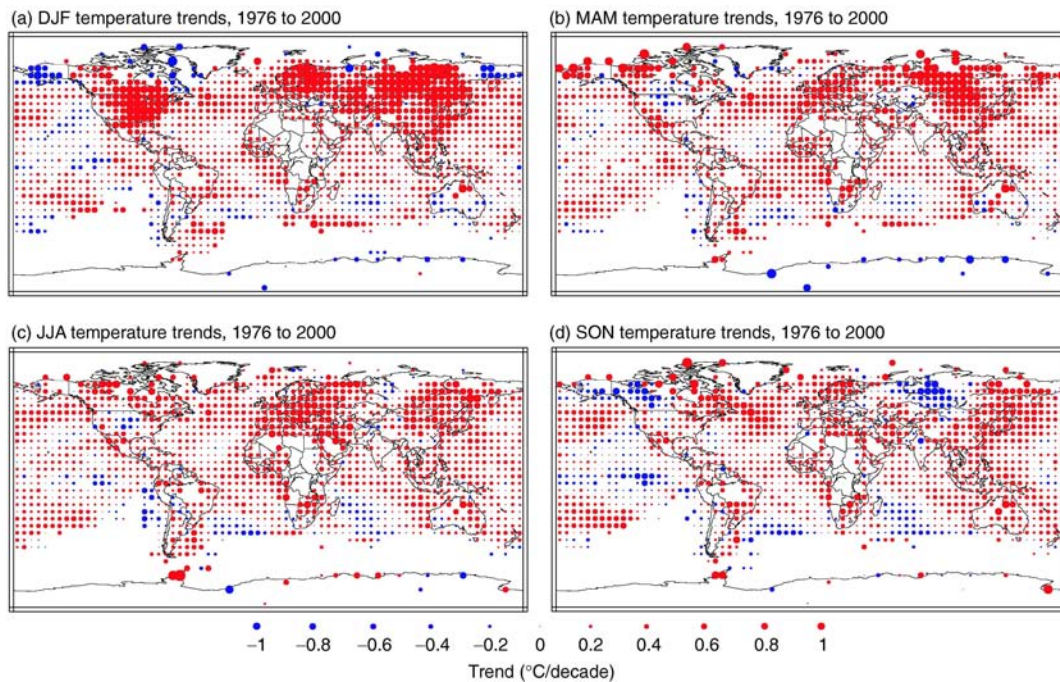 (a) DJF temperature trends, 1976 to 2000
(b) MAM temperature trends, 1976 to 2000
(c) JJA temperature trends, 1976 to 2000
(d) SON temperature trends, 1976 to 2000
−1 −0.8 −0.6 −0.4 −0.2 0 0.2 0.4 0.6 0.8 1
Trend (°C/decade)